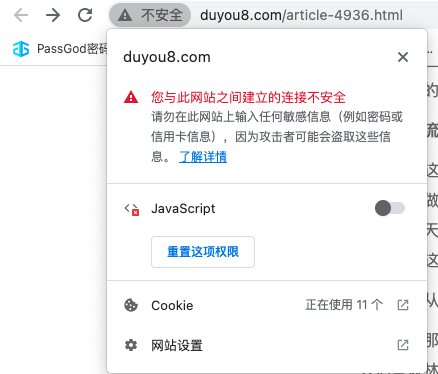 不安全 duyou8.com/article-4936.html
PassGod密码
duyou8.com
您与此网站之间建立的连接不安全
请勿在此网站上输入任何敏感信息（例如密码或
信用卡信息），因为攻击者可能会盗取这些信
息。 了解详情
JavaScript
重置这项权限
Cookie 正在使用 11 个
网站设置
的
流
这
做
天
这
从
那